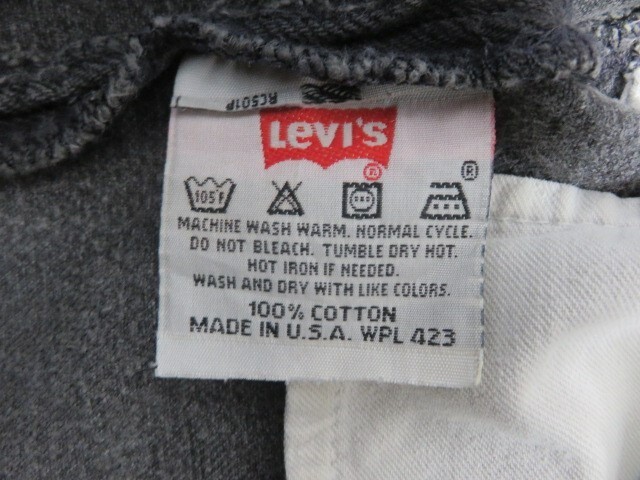 RC501P
Levi's
®
®
105F
MACHINE WASH WARM. NORMAL CYCLE.
DO NOT BLEACH. TUMBLE DRY HOT.
HOT IRON IF NEEDED.
WASH AND DRY WITH LIKE COLORS.
100% COTTON
MADE IN U.S.A. WPL 423